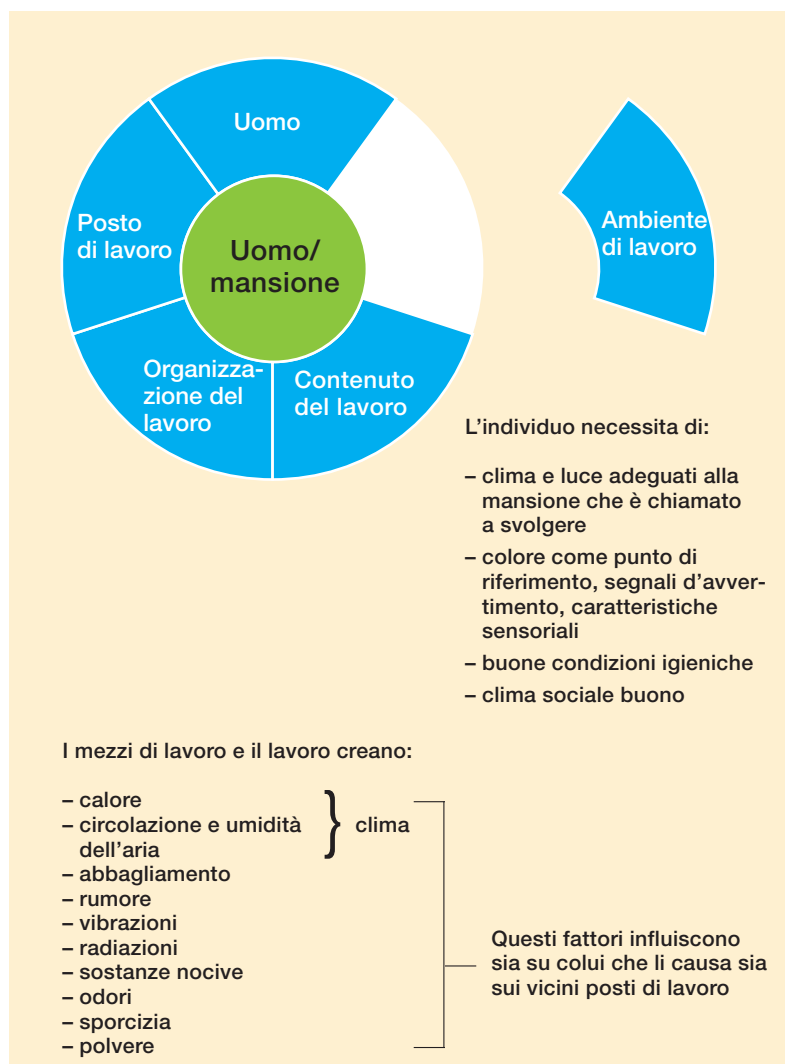 Uomo
Posto
di lavoro
Uomo/
mansione
Ambiente
di lavoro
Organizza-
zione del
lavoro
Contenuto
del lavoro
L'individuo necessita di:
– clima e luce adeguati alla
mansione che è chiamato
a svolgere
– colore come punto di
riferimento, segnali d'avver-
timento, caratteristiche
sensoriali
– buone condizioni igieniche
– clima sociale buono
I mezzi di lavoro e il lavoro creano:
– calore
– circolazione e umidità
dell'aria
} clima
– abbagliamento
– rumore
– vibrazioni
– radiazioni
– sostanze nocive
– odori
– sporcizia
– polvere
Questi fattori influiscono
sia su colui che li causa sia
sui vicini posti di lavoro